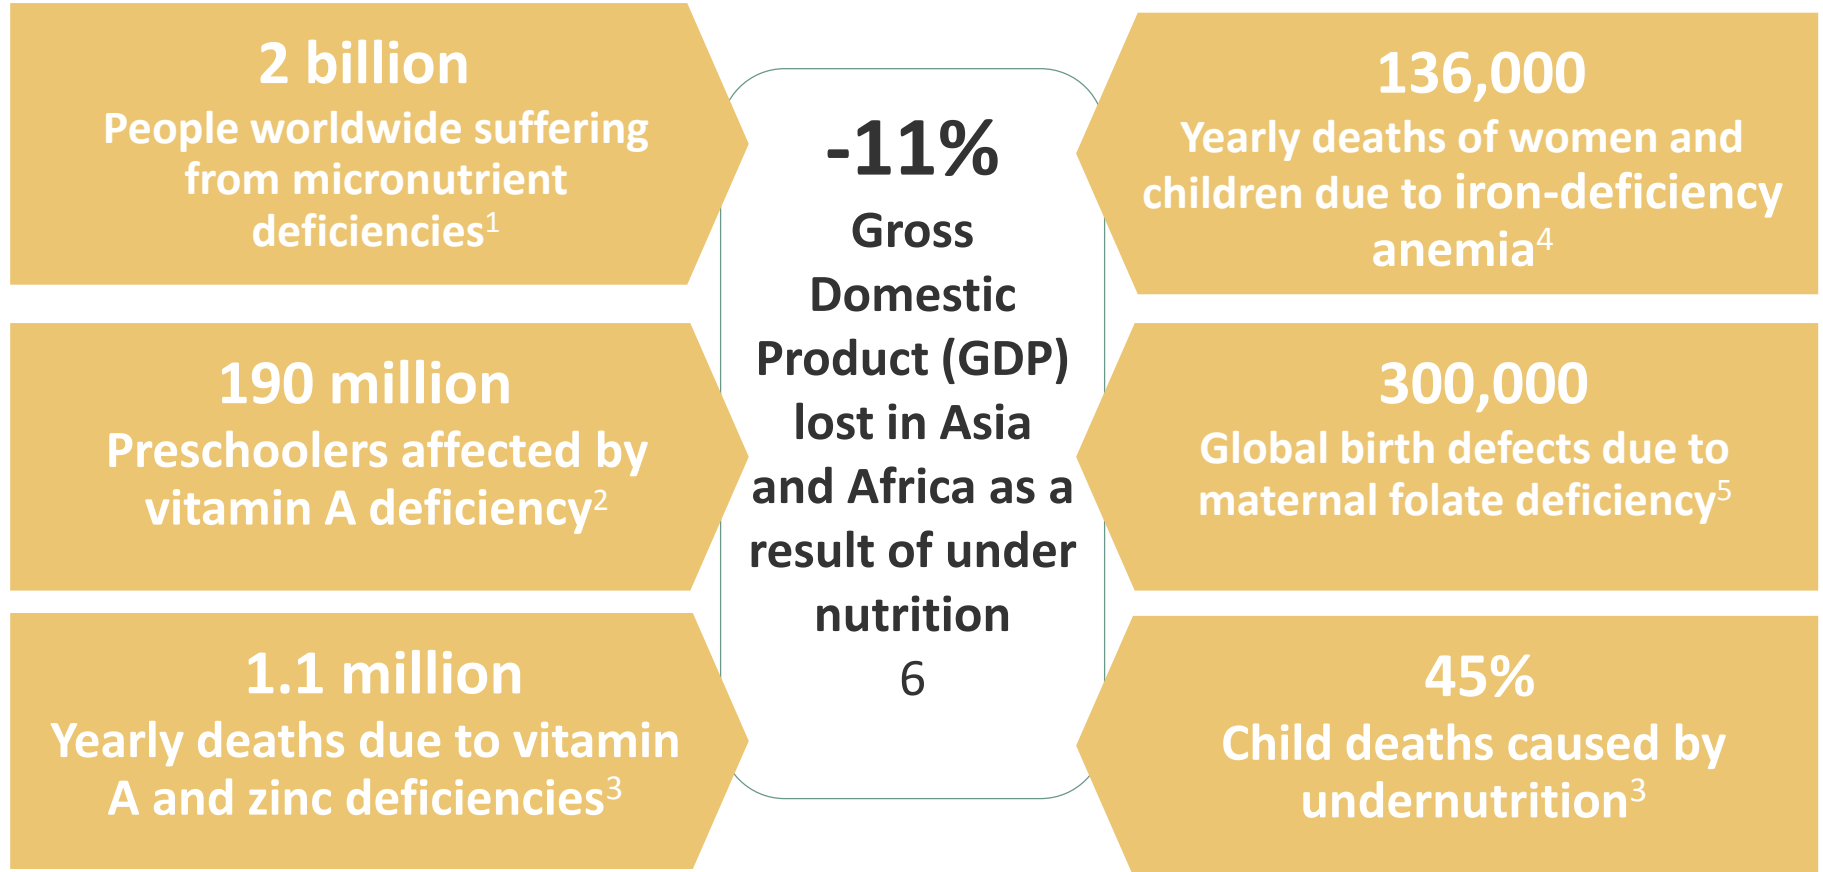 2 billion
People worldwide suffering
from micronutrient
deficiencies1
190 million
Preschoolers affected by
vitamin A deficiency2
1.1 million
Yearly deaths due to vitamin
A and zinc deficiencies3
-11%
Gross
Domestic
Product (GDP)
lost in Asia
and Africa as a
result of under
nutrition
6
136,000
Yearly deaths of women and
children due to iron-deficiency
anemia4
300,000
Global birth defects due to
maternal folate deficiency5
45%
Child deaths caused by
undernutrition3